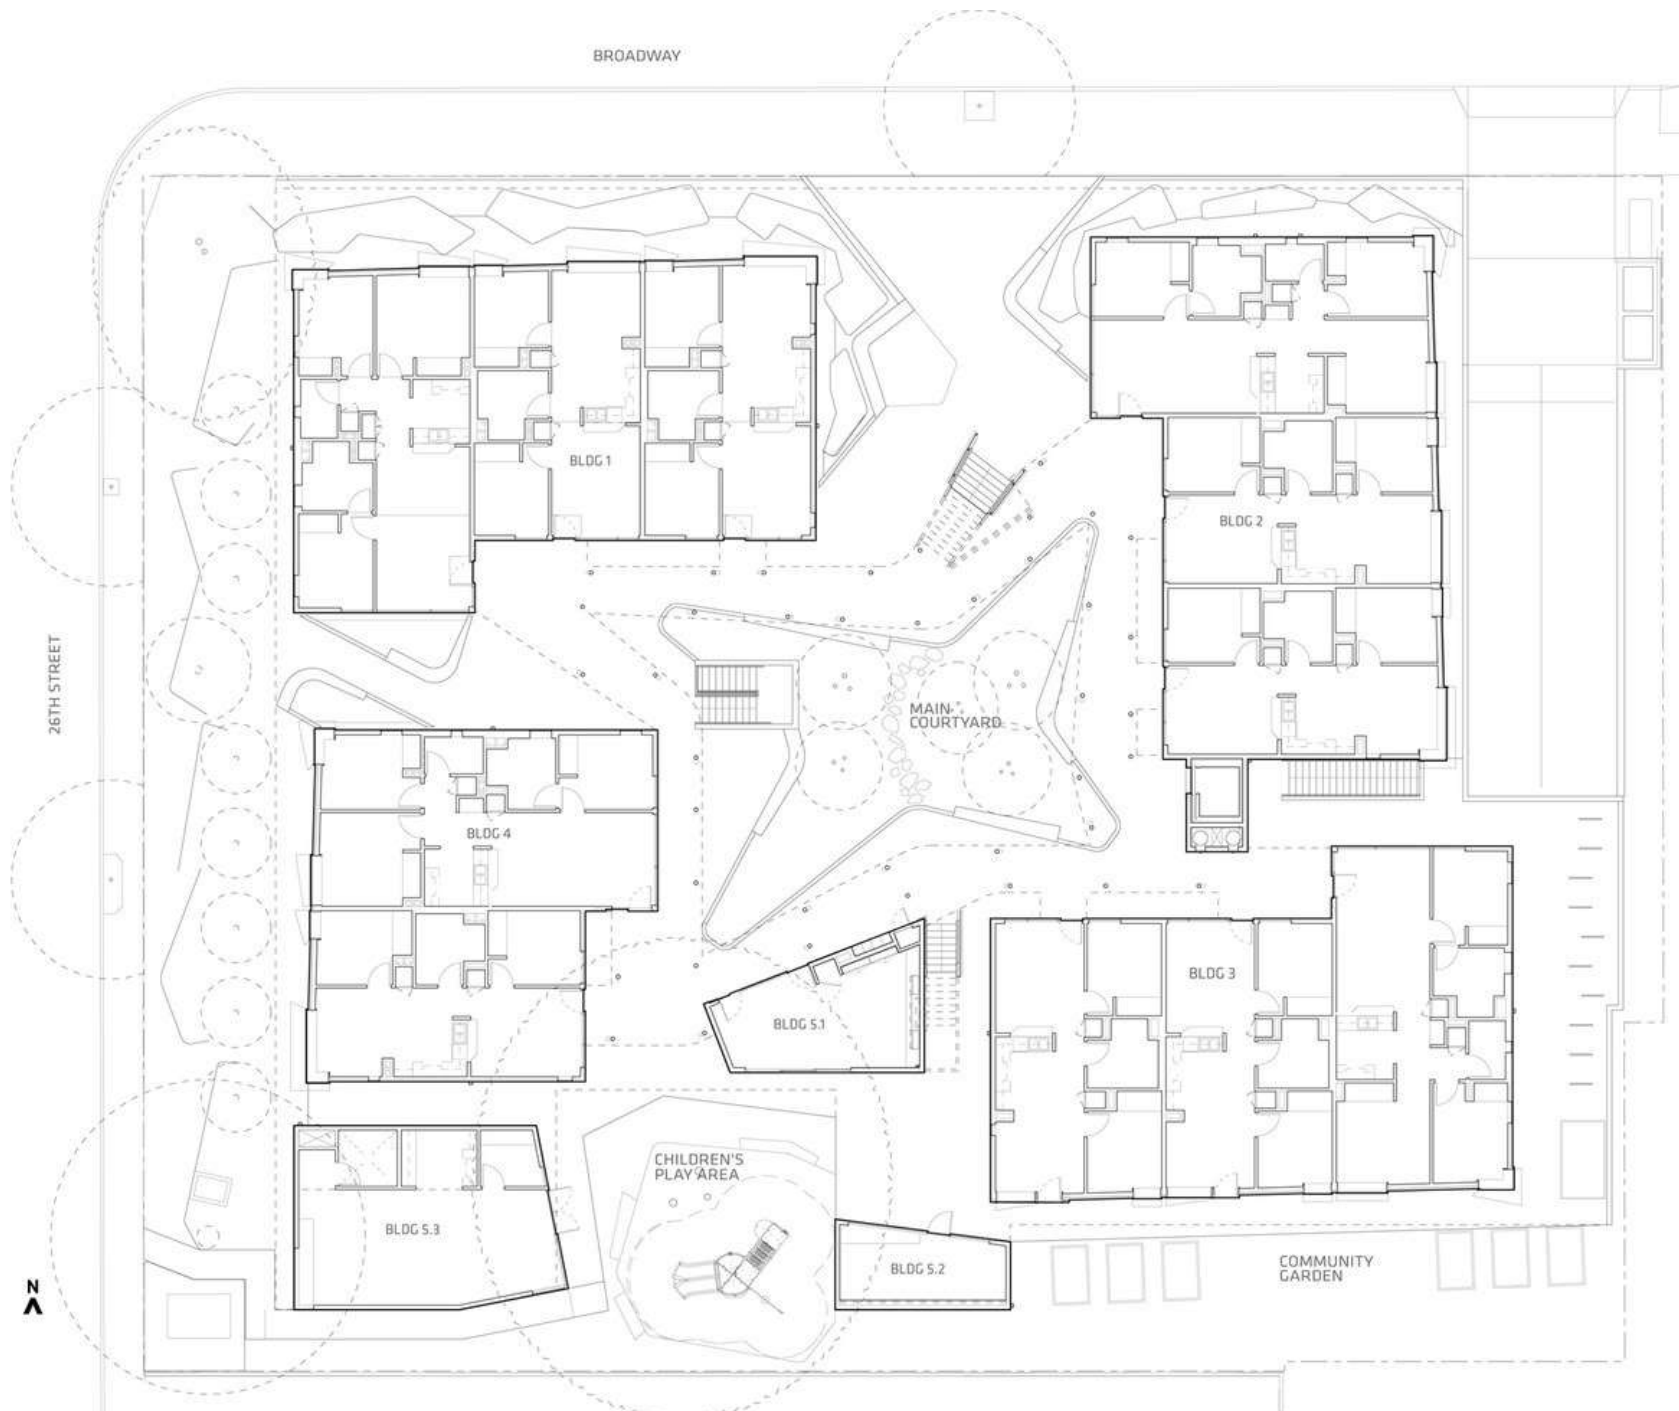 BROADWAY
BLDG 1
BLDG 2
26TH STREET
MAIN
COURTYARD
BLDG 4
BLDG 3
BLDG 5.1
CHILDREN'S
PLAY AREA
BLDG 5.3
BLDG 5.2
COMMUNITY
GARDEN
N